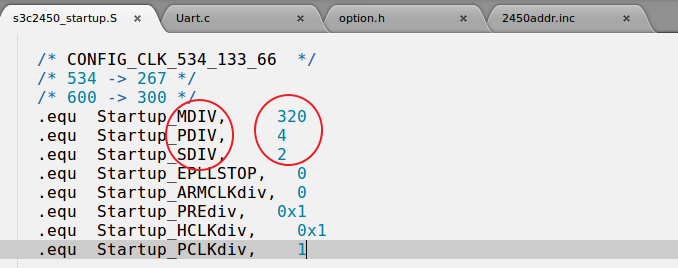 s3c2450_startup.S × Uart.c × option.h × 2450addr.inc ×
/* CONFIG_CLK_534_133_66 */
/* 534 -> 267 */
/* 600 -> 300 */
.equ Startup_MDIV, 320
.equ Startup_PDIV, 4
.equ Startup_SDIV, 2
.equ Startup_EPLLSTOP, 0
.equ Startup_ARMCLKdiv, 0
.equ Startup_PREdiv, 0x1
.equ Startup_HCLKdiv, 0x1
.equ Startup_PCLKdiv, 1